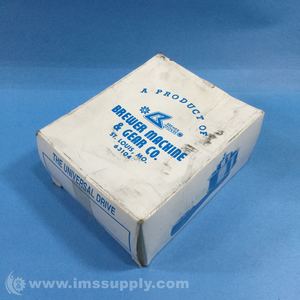 A PRODUCT OF
BREWER MACHINE
& GEAR CO.
ST. LOUIS, MO.
63104
THE UNIVERSAL DRIVE
© www.imssupply.com